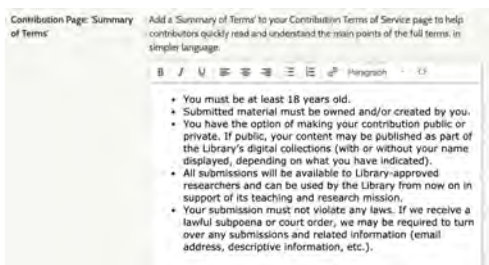 Contribution Page: 'Summary of Terms'
Add a 'Summary of Terms' to your Contribution Terms of Service page to help
contributors quickly read and understand the main points of the full terms, in
simpler language.
B I U Paragraph
• You must be at least 18 years old.
• Submitted material must be owned and/or created by you.
• You have the option of making your contribution public or
private. If public, your content may be published as part of
the Library's digital collections (with or without your name
displayed, depending on what you have indicated).
• All submissions will be available to Library-approved
researchers and can be used by the Library from now on in
support of its teaching and research mission.
• Your submission must not violate any laws. If we receive a
lawful subpoena or court order, we may be required to turn
over any submissions and related information (email
address, descriptive information, etc.).